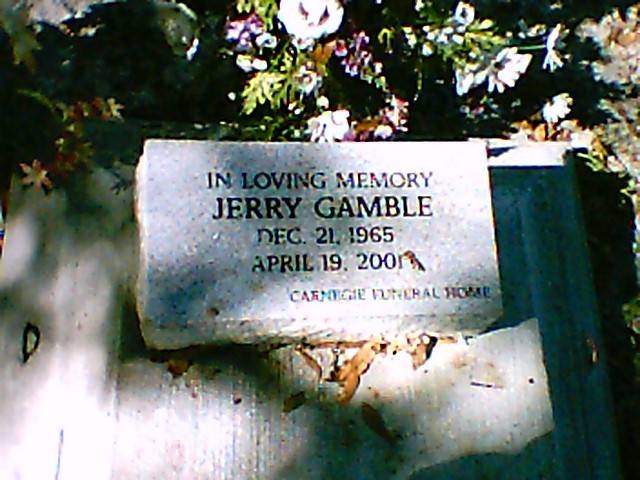 IN LOVING MEMORY
JERRY GAMBLE
DEC. 21, 1965
APRIL 19, 2001
CARNEGIE FUNERAL HOME